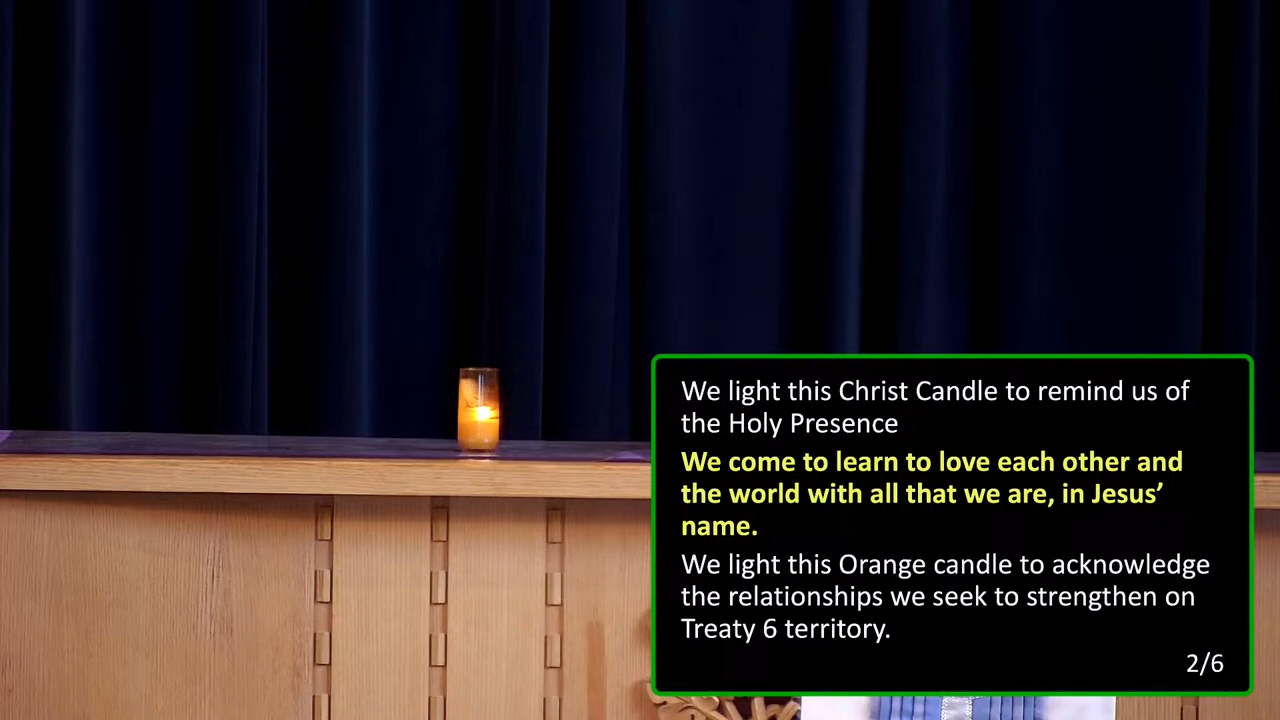 We light this Christ Candle to remind us of
the Holy Presence
We come to learn to love each other and
the world with all that we are, in Jesus’
name.
We light this Orange candle to acknowledge
the relationships we seek to strengthen on
Treaty 6 territory.
2/6